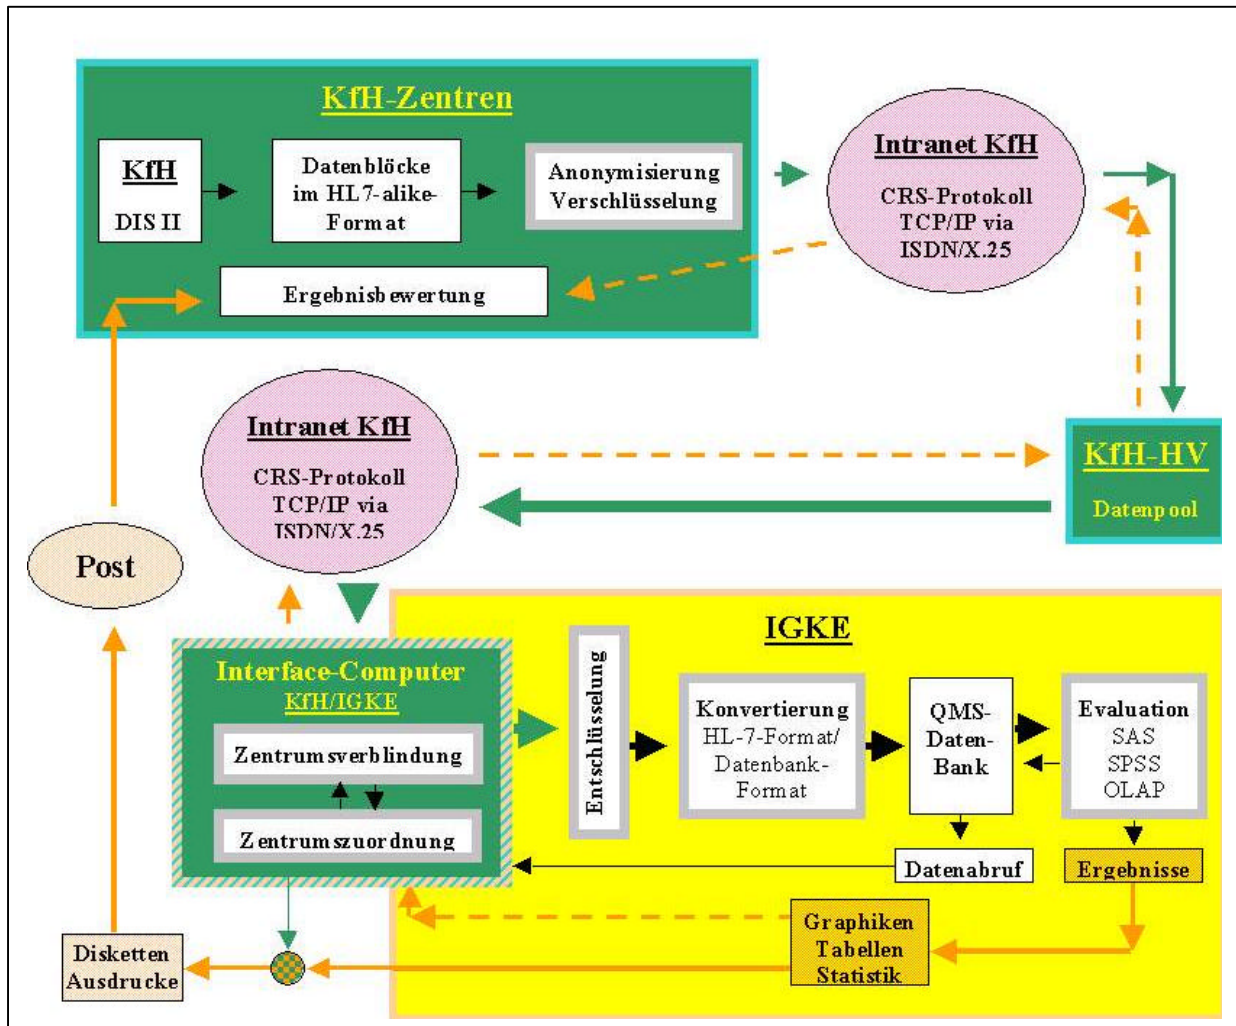 KfH-Zentren
KfH
DIS II
Datenblöcke
im HL7-alike-
Format
Anonymisierung
Verschlüsselung
Ergebnisbewertung
Intranet KfH
CRS-Protokoll
TCP/IP via
ISDN/X.25
Intranet KfH
CRS-Protokoll
TCP/IP via
ISDN/X.25
KfH-HV
Datenpool
Post
IGKE
Interface-Computer
KfH/IGKE
Zentrumsverblindung
Zentrumszuordnung
Entschlüsselung
Konvertierung
HL-7-Format/
Datenbank-
Format
QMS-
Daten-
Bank
Evaluation
SAS
SPSS
OLAP
Datenabruf
Ergebnisse
Graphiken
Tabellen
Statistik
Disketten
Ausdrucke